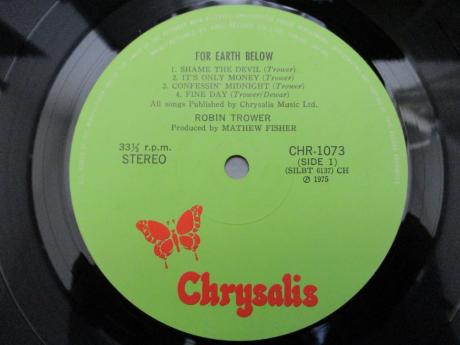 FOR EARTH BELOW
1. SHAME THE DEVIL (Trower)
2. IT'S ONLY MONEY (Trower)
3. CONFESSIN' MIDNIGHT (Trower)
4. FINE DAY (Trower/Dewar)
All songs Published by Chrysalis Music Ltd.
ROBIN TROWER
Produced by MATHEW FISHER
33⅓ r.p.m.
STEREO
CHR-1073
(SIDE 1)
(SILBT 6137) CH
℗ 1975
Chrysalis